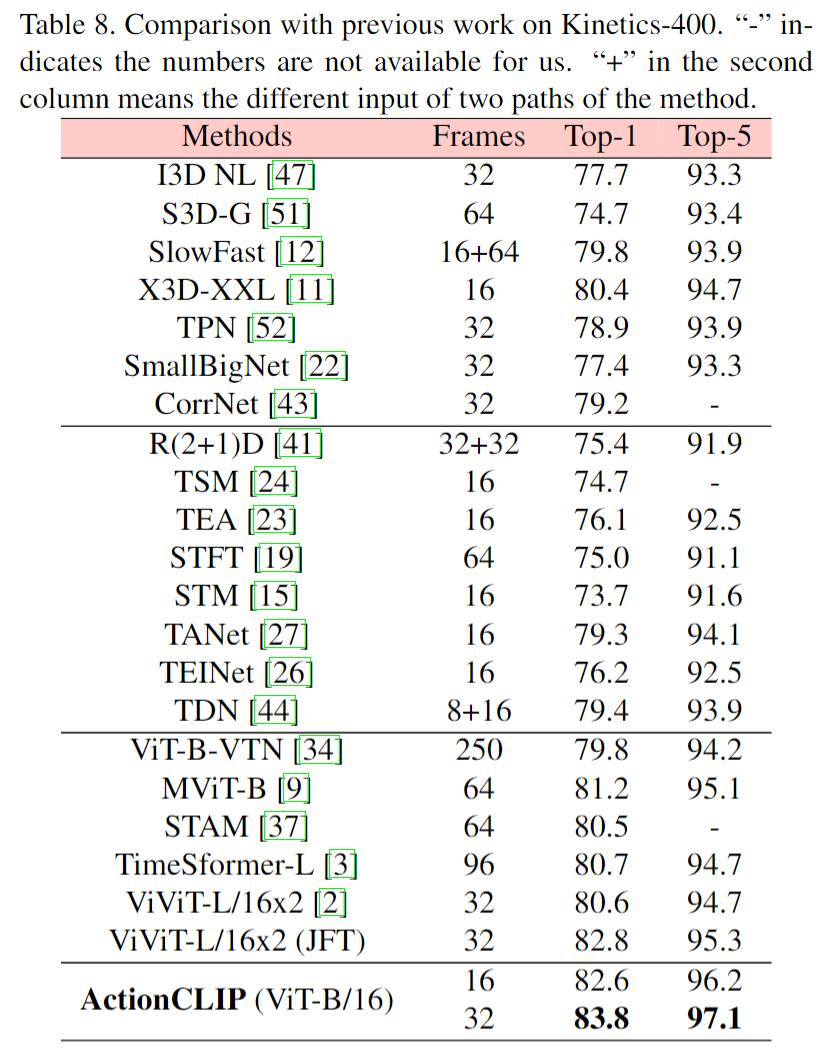 Table 8. Comparison with previous work on Kinetics-400. “-” in-
dicates the numbers are not available for us. “+” in the second
column means the different input of two paths of the method.
Methods Frames Top-1 Top-5
I3D NL [47] 32 77.7 93.3
S3D-G [51] 64 74.7 93.4
SlowFast [12] 16+64 79.8 93.9
X3D-XXL [11] 16 80.4 94.7
TPN [52] 32 78.9 93.9
SmallBigNet [22] 32 77.4 93.3
CorrNet [43] 32 79.2 -
R(2+1)D [41] 32+32 75.4 91.9
TSM [24] 16 74.7 -
TEA [23] 16 76.1 92.5
STFT [19] 64 75.0 91.1
STM [15] 16 73.7 91.6
TANet [27] 16 79.3 94.1
TEINet [26] 16 76.2 92.5
TDN [44] 8+16 79.4 93.9
ViT-B-VTN [34] 250 79.8 94.2
MViT-B [9] 64 81.2 95.1
STAM [37] 64 80.5 -
TimeSformer-L [3] 96 80.7 94.7
ViViT-L/16x2 [2] 32 80.6 94.7
ViViT-L/16x2 (JFT) 32 82.8 95.3
ActionCLIP (ViT-B/16) 16 82.6 96.2
32 83.8 97.1